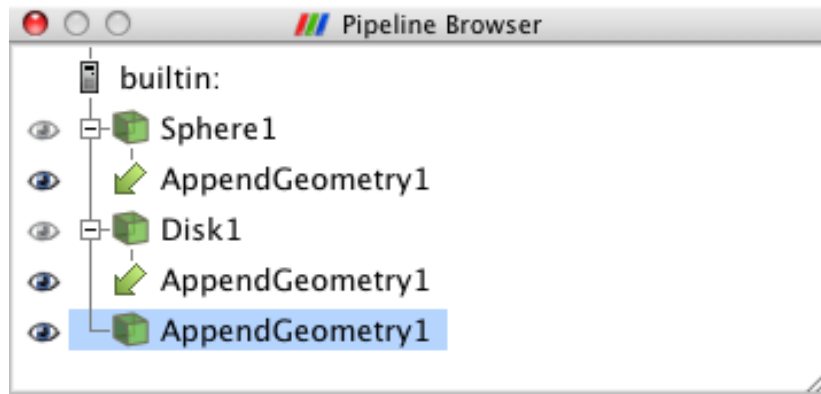 Pipeline Browser
builtin:
Sphere1
AppendGeometry1
Disk1
AppendGeometry1
AppendGeometry1